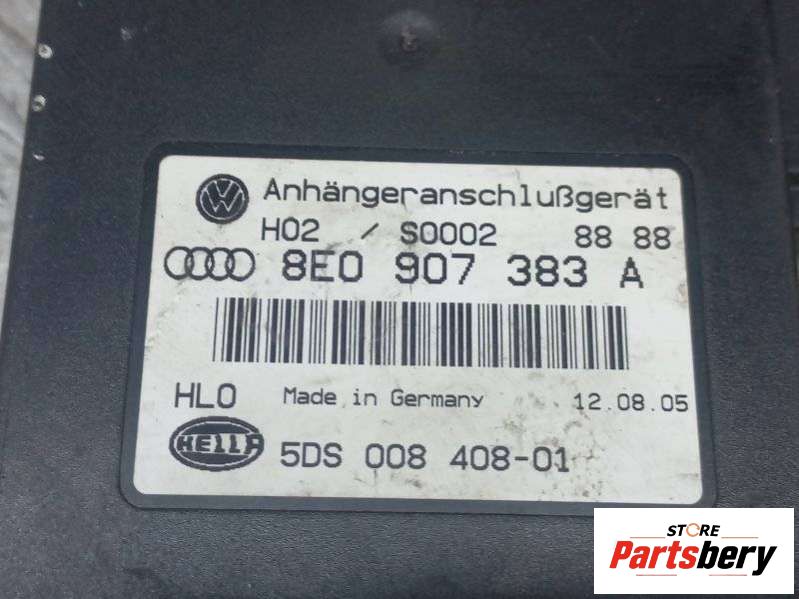 VW Anhängeranschlußgerät
H02 / S0002 88 88
8E0 907 383 A
HLO Made in Germany 12.08.05
HELLA 5DS 008 408-01
STORE
Partsbery